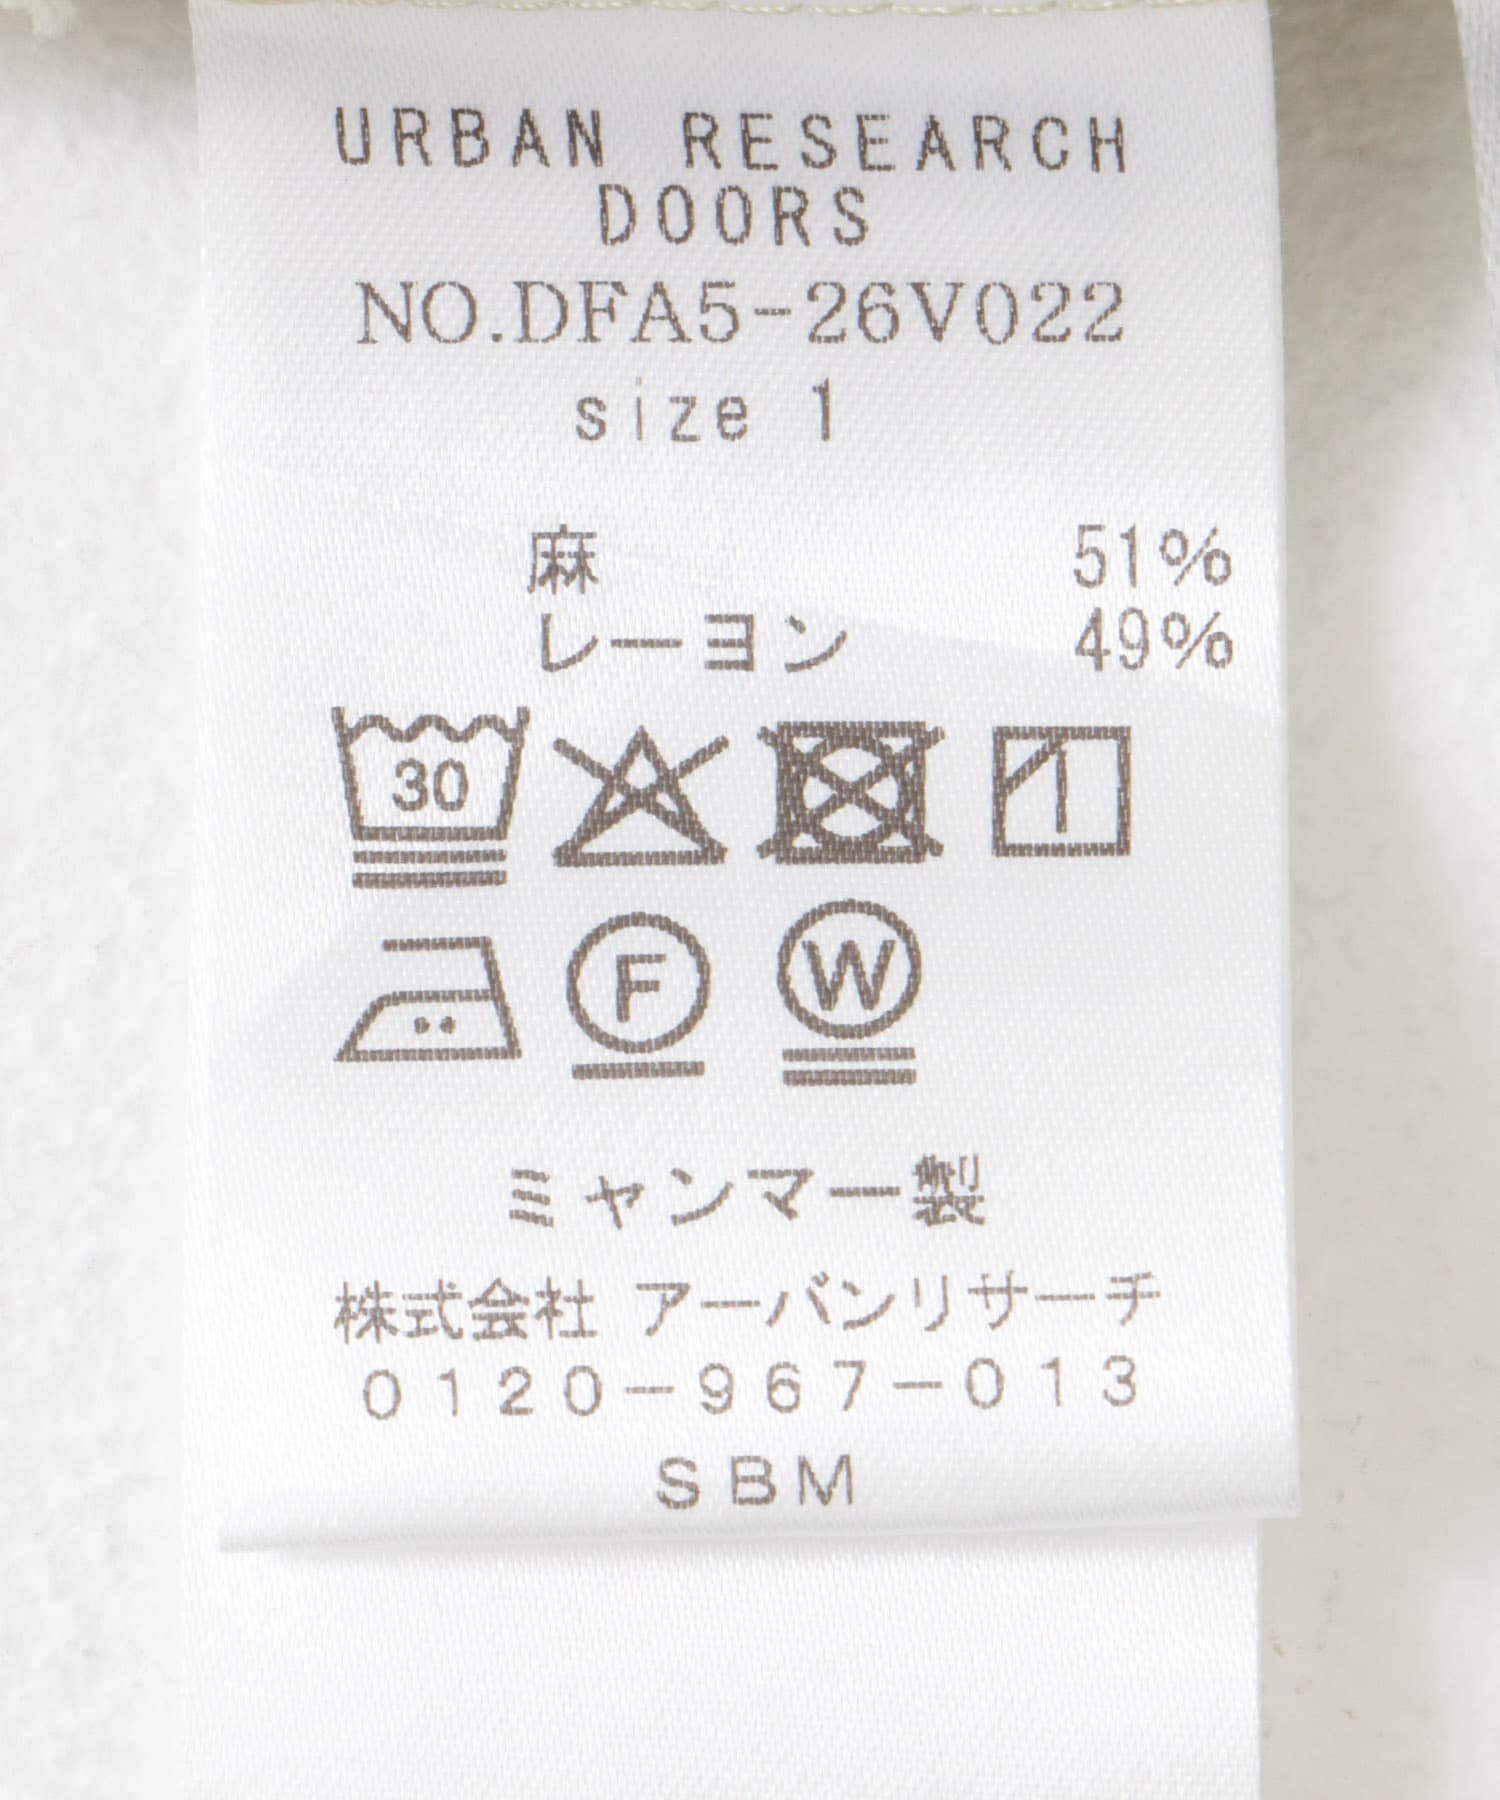 URBAN RESEARCH
DOORS
NO.DFA5-26V022
size 1
麻 51%
レーヨン 49%
30
F W
ミャンマー製
株式会社 アーバンリサーチ
0120-967-013
SBM